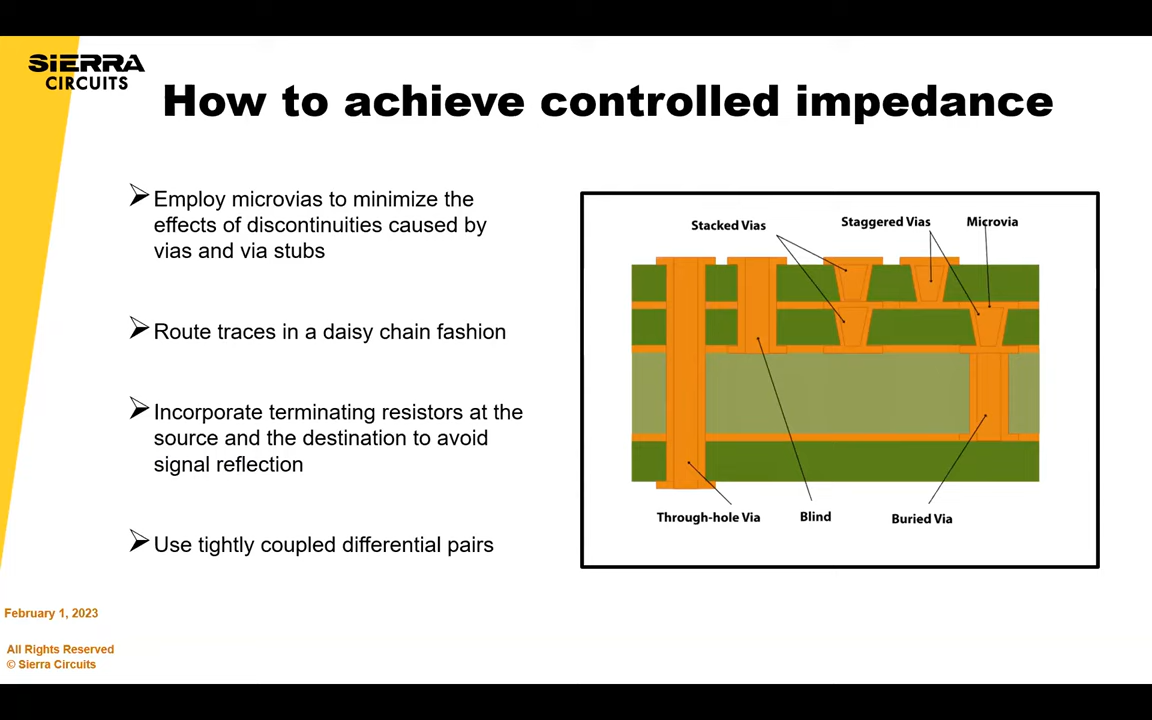 SIERRA
CIRCUITS
How to achieve controlled impedance
Employ microvias to minimize the
effects of discontinuities caused by
vias and via stubs
Route traces in a daisy chain fashion
Incorporate terminating resistors at the
source and the destination to avoid
signal reflection
Use tightly coupled differential pairs
Stacked Vias
Staggered Vias
Microvia
Through-hole Via
Blind
Buried Via
February 1, 2023
All Rights Reserved
© Sierra Circuits